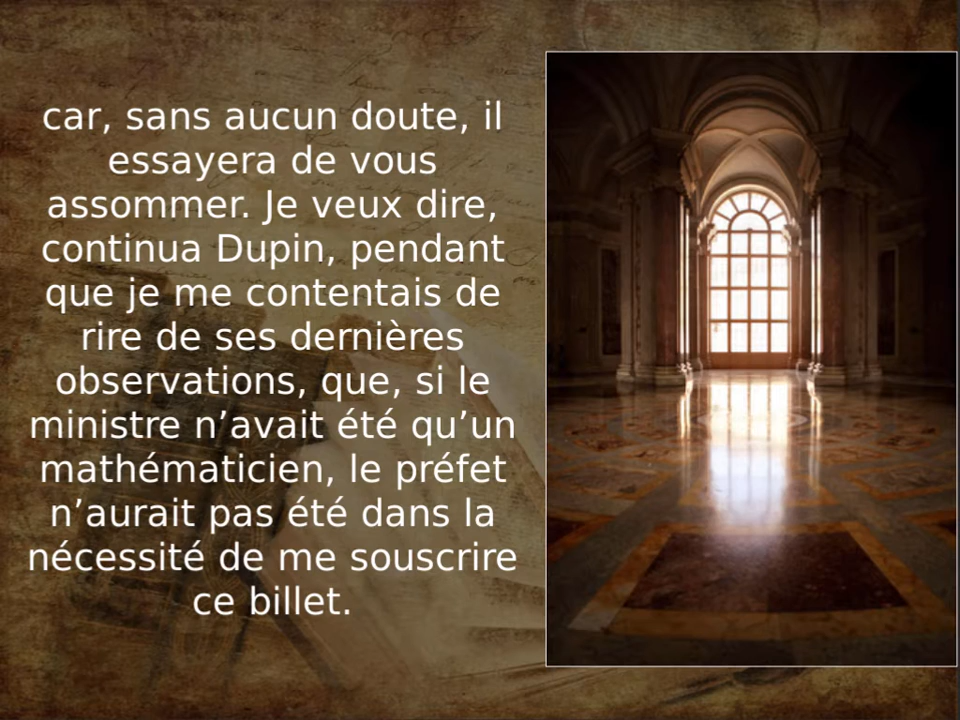 car, sans aucun doute, il
essayera de vous
assommer. Je veux dire,
continua Dupin, pendant
que je me contentais de
rire de ses dernières
observations, que, si le
ministre n’avait été qu’un
mathématicien, le préfet
n’aurait pas été dans la
nécessité de me souscrire
ce billet.